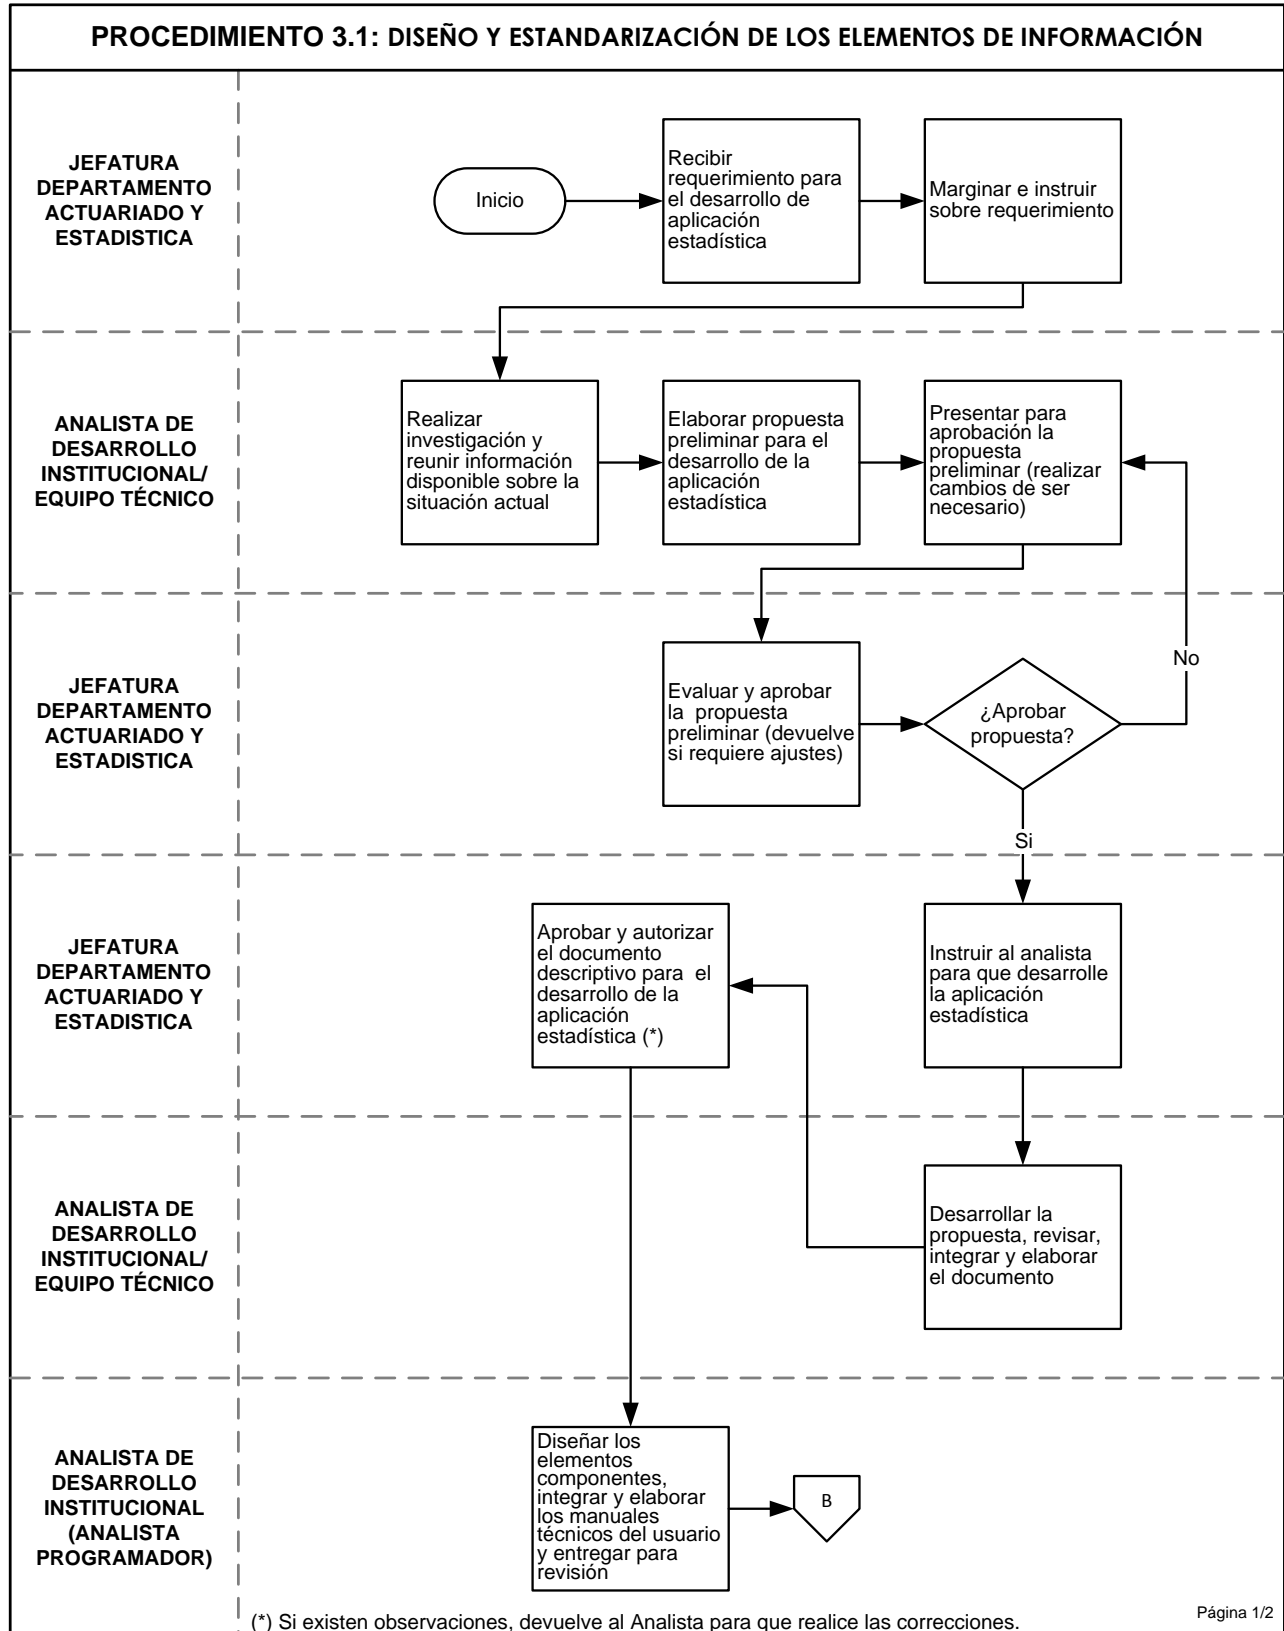 PROCEDIMIENTO 3.1: DISEÑO Y ESTANDARIZACIÓN DE LOS ELEMENTOS DE INFORMACIÓN
JEFATURA
DEPARTAMENTO
ACTUARIADO Y
ESTADISTICA
Inicio
Recibir
requerimiento para
el desarrollo de
aplicación
estadística
Marginar e instruir
sobre requerimiento
ANALISTA DE
DESARROLLO
INSTITUCIONAL/
EQUIPO TÉCNICO
Realizar
investigación y
reunir información
disponible sobre la
situación actual
Elaborar propuesta
preliminar para el
desarrollo de la
aplicación
estadística
Presentar para
aprobación la
propuesta
preliminar (realizar
cambios de ser
necesario)
JEFATURA
DEPARTAMENTO
ACTUARIADO Y
ESTADISTICA
Evaluar y aprobar
la propuesta
preliminar (devuelve
si requiere ajustes)
¿Aprobar
propuesta?
No
Si
JEFATURA
DEPARTAMENTO
ACTUARIADO Y
ESTADISTICA
Aprobar y autorizar
el documento
descriptivo para el
desarrollo de la
aplicación
estadística (*)
Instruir al analista
para que desarrolle
la aplicación
estadística
ANALISTA DE
DESARROLLO
INSTITUCIONAL/
EQUIPO TÉCNICO
Desarrollar la
propuesta, revisar,
integrar y elaborar
el documento
ANALISTA DE
DESARROLLO
INSTITUCIONAL
(ANALISTA
PROGRAMADOR)
Diseñar los
elementos
componentes,
integrar y elaborar
los manuales
técnicos del usuario
y entregar para
revisión
B
(*) Si existen observaciones, devuelve al Analista para que realice las correcciones.
Página 1/2